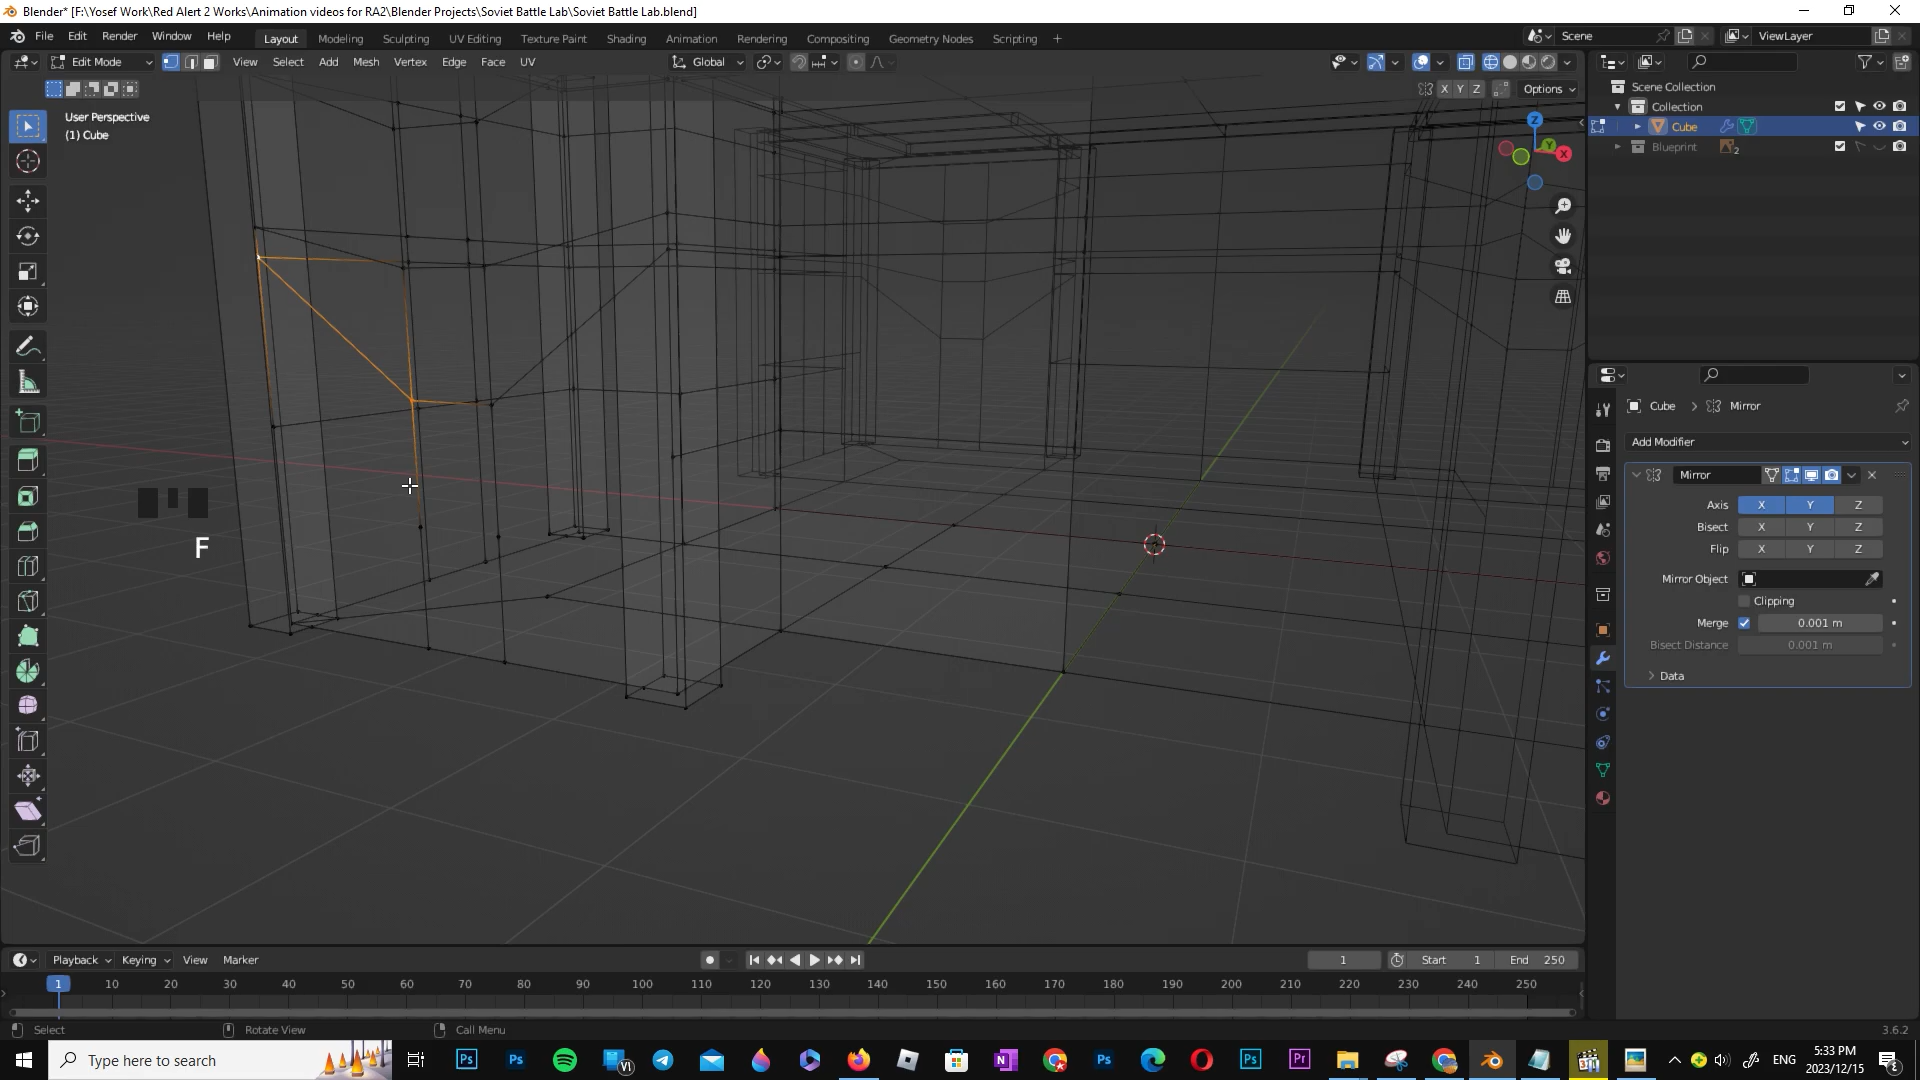 Blender* [F:\Yosef Work\Red Alert 2 Works\Animation videos for RA2\Blender Projects\Soviet Battle Lab\Soviet Battle Lab.blend]
File Edit Render Window Help Layout Modeling Sculpting UV Editing Texture Paint Shading Animation Rendering Compositing Geometry Nodes Scripting + Scene ViewLayer
Edit Mode View Select Add Mesh Vertex Edge Face UV Global
X Y Z Options
User Perspective
(1) Cube
Z
Y
X
F
Scene Collection
Collection
Cube
Blueprint 2
Cube > Mirror
Add Modifier
Mirror
Axis X Y Z
Bisect X Y Z
Flip X Y Z
Mirror Object
Clipping
Merge 0.001 m
Bisect Distance 0.001 m
Data
Playback Keying View Marker 1 Start 1 End 250
1 10 20 30 40 50 60 70 80 90 100 110 120 130 140 150 160 170 180 190 200 210 220 230 240 250
Select Rotate View Call Menu 3.6.2
Type here to search
ENG
5:33 PM
2023/12/15